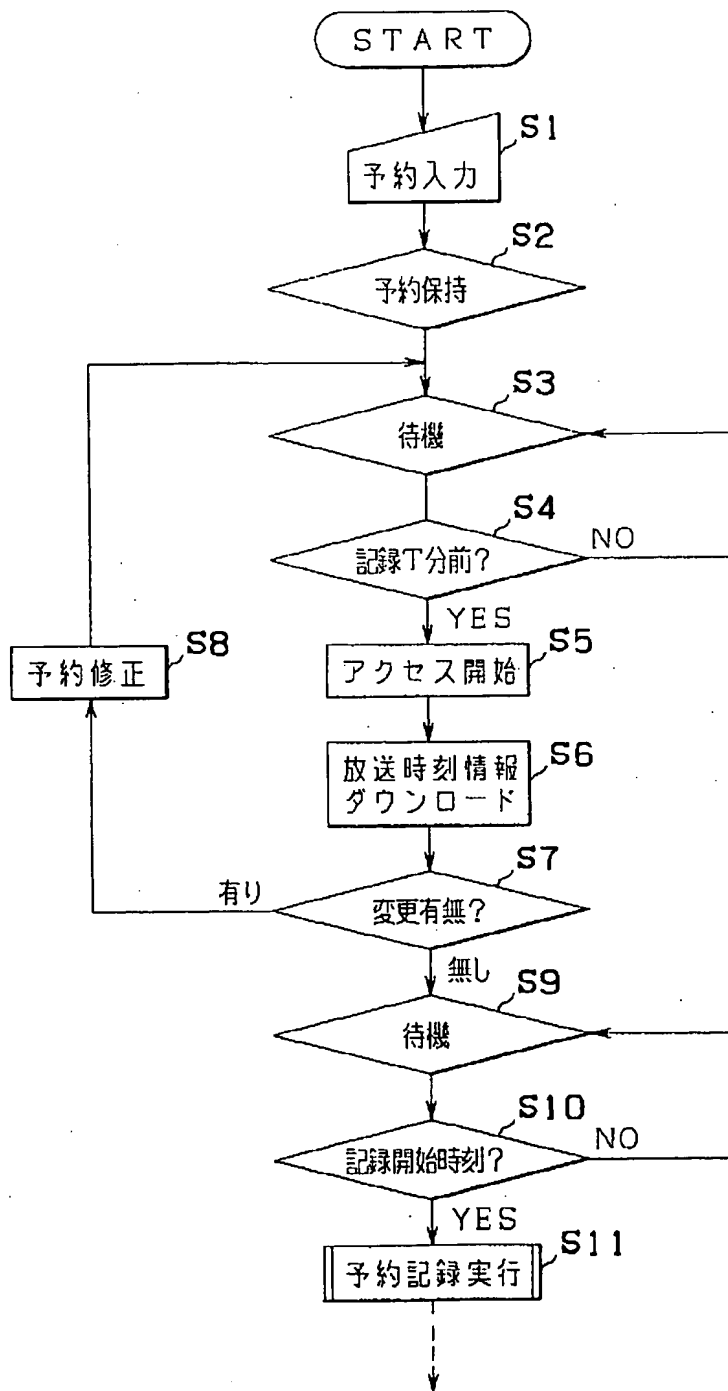 START
S1
予約入力
S2
予約保持
S3
待機
S4
記録T分前?
NO
YES
S8
予約修正
S5
アクセス開始
S6
放送時刻情報
ダウンロード
S7
有り
変更有無?
無し
S9
待機
S10
記録開始時刻?
NO
YES
S11
予約記録実行